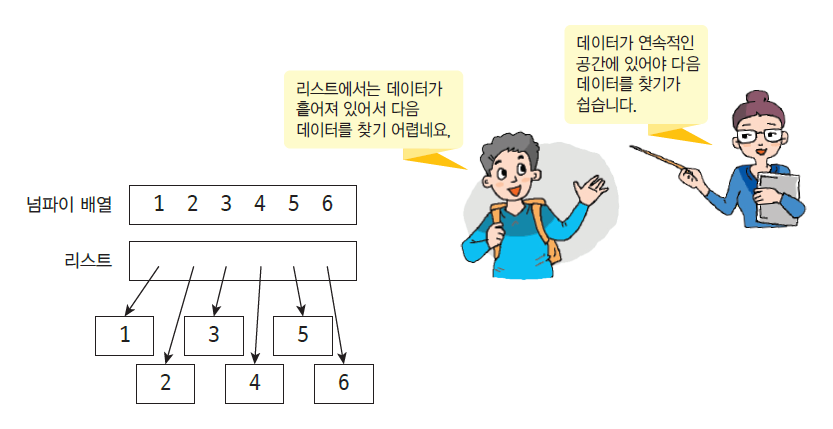 데이터가 연속적인
공간에 있어야 다음
데이터를 찾기가
쉽습니다.
리스트에서는 데이터가
흩어져 있어서 다음
데이터를 찾기 어렵네요,
넘파이 배열 1 2 3 4 5 6
리스트
1 3 5
2 4 6